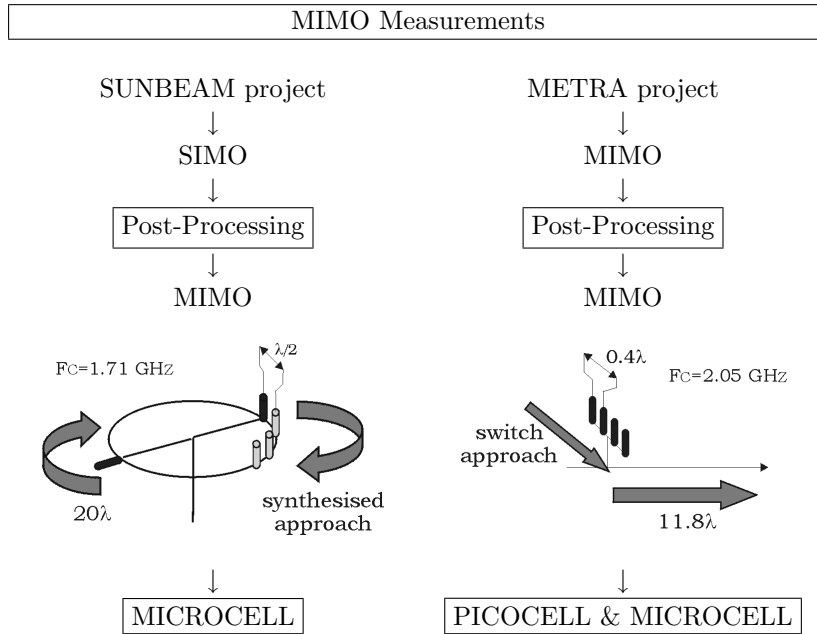 MIMO Measurements
SUNBEAM project
↓
SIMO
↓
Post-Processing
↓
MIMO
λ/2
FC=1.71 GHZ
20λ
synthesised
approach
↓
MICROCELL
METRA project
↓
MIMO
↓
Post-Processing
↓
MIMO
0.4λ
FC=2.05 GHZ
switch
approach
11.8λ
↓
PICOCELL & MICROCELL